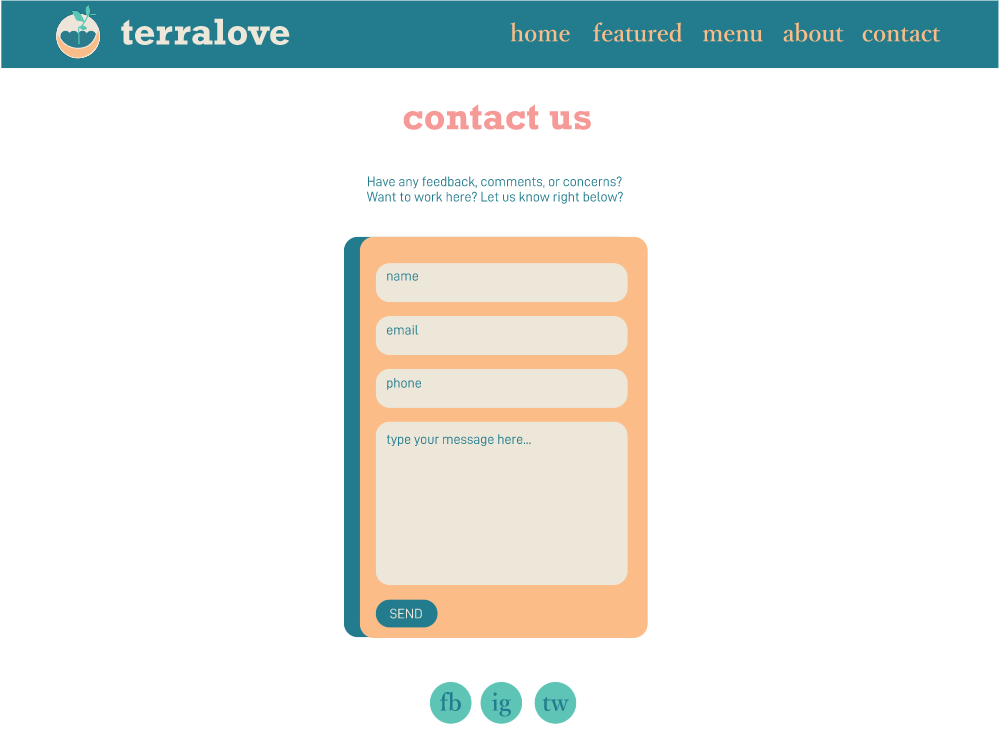 terralove
home featured menu about contact
contact us
Have any feedback, comments, or concerns?
Want to work here? Let us know right below?
name
email
phone
type your message here...
SEND
fb ig tw